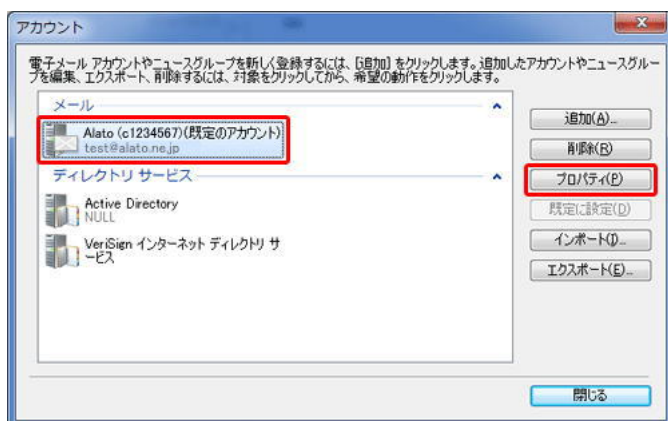 アカウント
電子メール アカウントやニュースグループを新しく登録するには、[追加] をクリックします。追加したアカウントやニュースグルー
プを編集、エクスポート、削除するには、対象をクリックしてから、希望の動作をクリックします。
メール
Alato (c1234567)(既定のアカウント)
test@alato.ne.jp
ディレクトリ サービス
Active Directory
NULL
VeriSign インターネット ディレクトリ サ
ービス
追加(A)...
削除(R)
プロパティ(P)
既定に設定(D)
インポート(I)...
エクスポート(E)...
閉じる